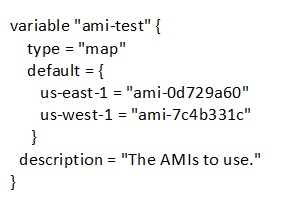 variable "ami-test" {
type = "map"
default = {
us-east-1 = "ami-0d729a60"
us-west-1 = "ami-7c4b331c"
}
description = "The AMIs to use."
}